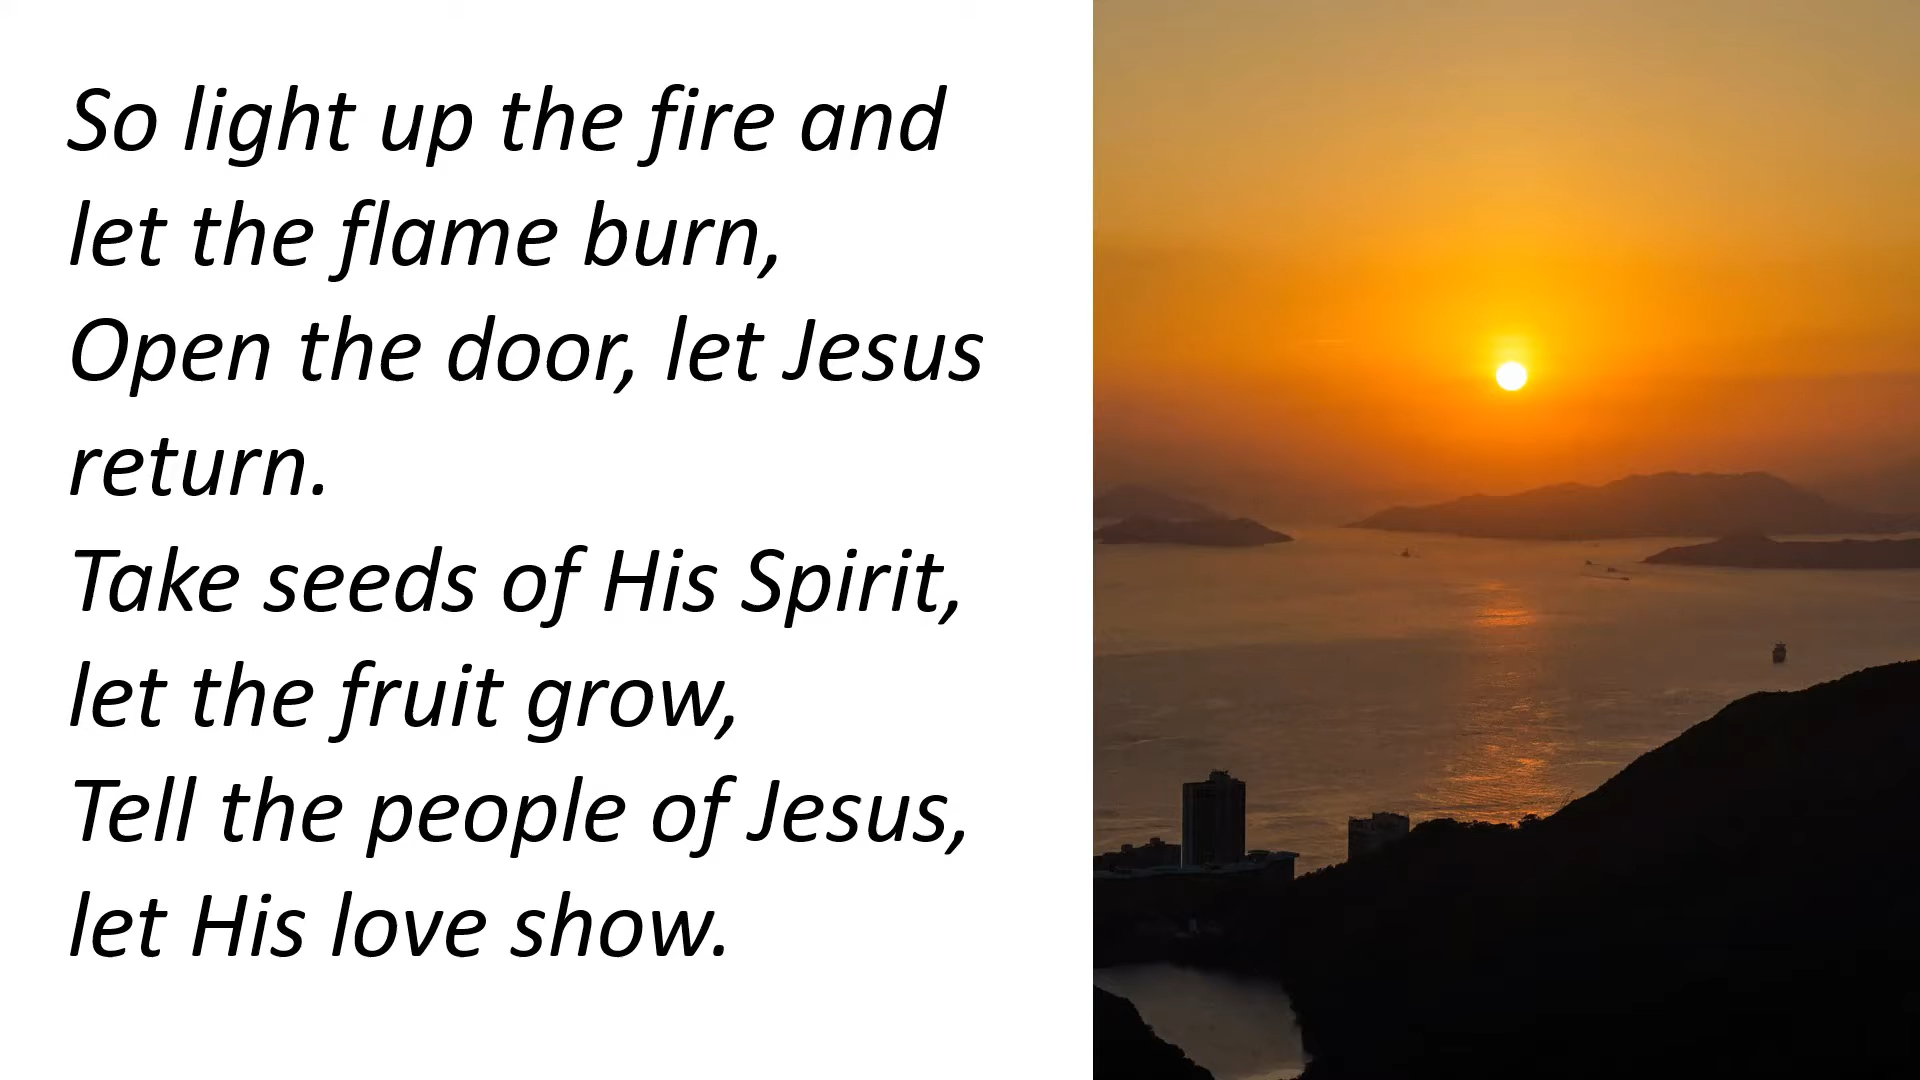 So light up the fire and
let the flame burn,
Open the door, let Jesus
return.
Take seeds of His Spirit,
let the fruit grow,
Tell the people of Jesus,
let His love show.